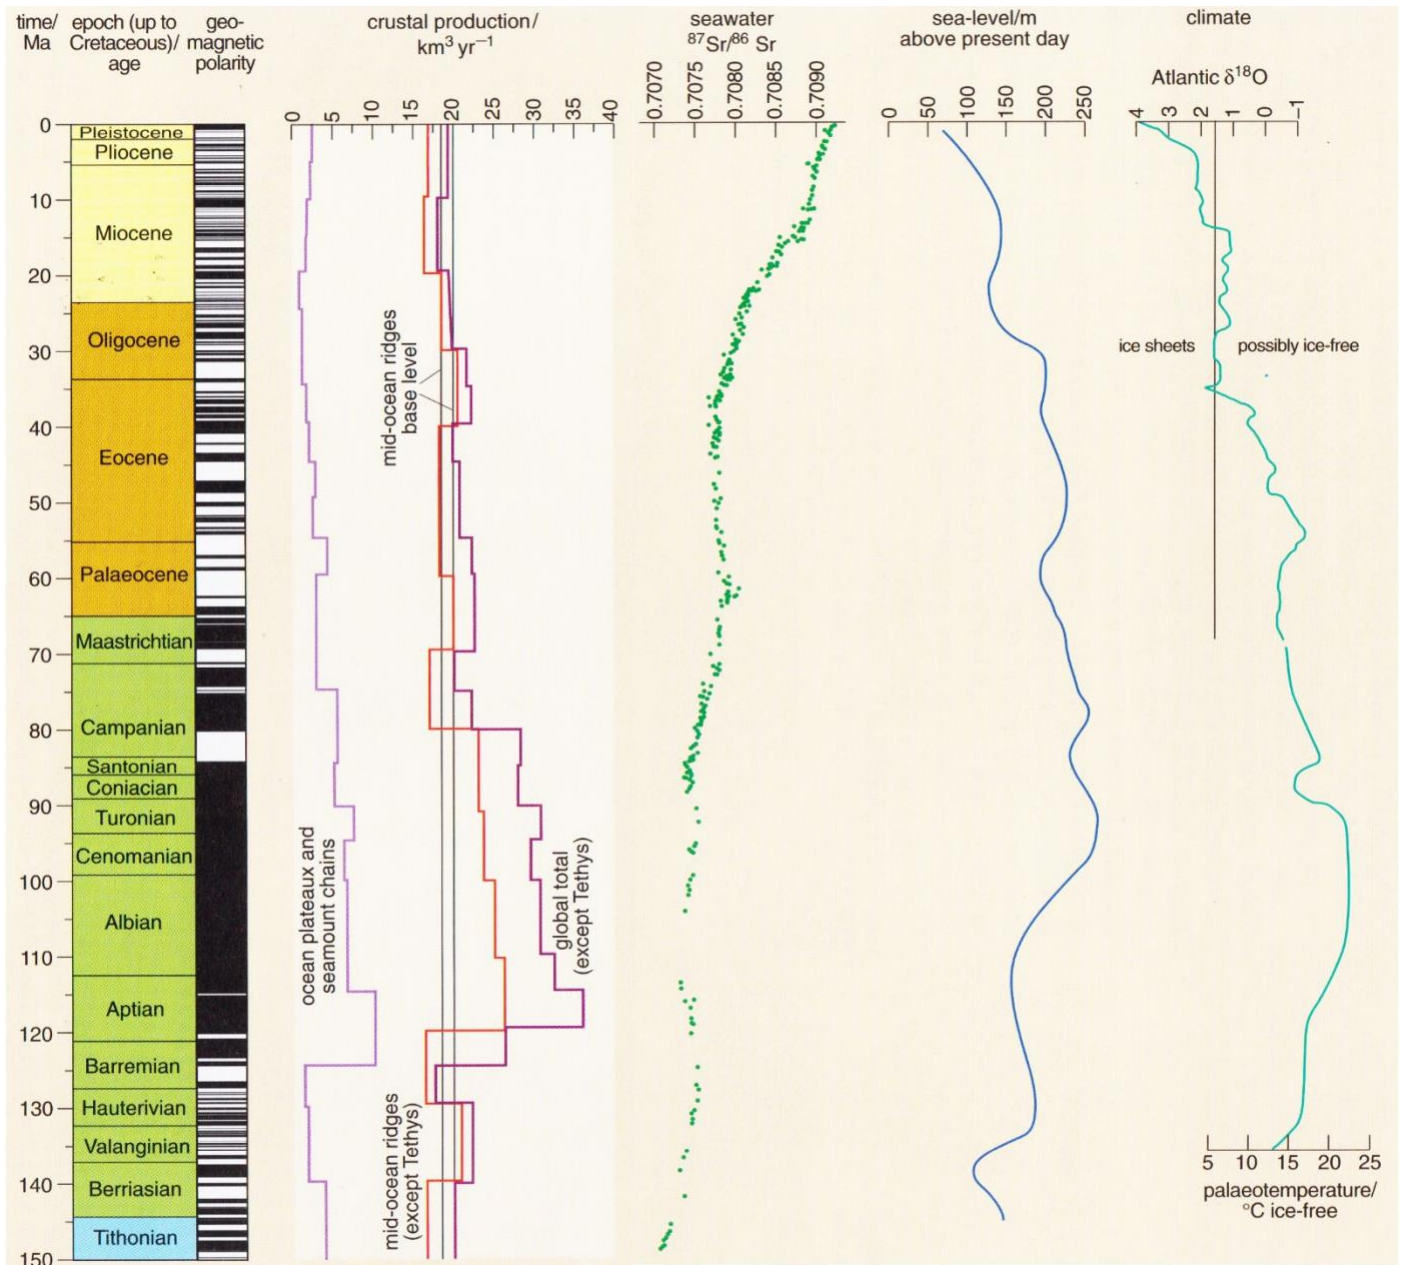 time/
Ma
epoch (up to
Cretaceous)/
age
geo-
magnetic
polarity
crustal production/
km³ yr⁻¹
seawater
⁸⁷Sr/⁸⁶ Sr
sea-level/m
above present day
climate
Atlantic δ¹⁸O
0 5 10 15 20 25 30 35 40
0.7070 0.7075 0.7080 0.7085 0.7090
0 50 100 150 200 250
4 3 2 1 0 –1
0
10
20
30
40
50
60
70
80
90
100
110
120
130
140
150
Pleistocene
Pliocene
Miocene
Oligocene
Eocene
Palaeocene
Maastrichtian
Campanian
Santonian
Coniacian
Turonian
Cenomanian
Albian
Aptian
Barremian
Hauterivian
Valanginian
Berriasian
Tithonian
mid-ocean ridges
base level
ocean plateaux and
seamount chains
global total
(except Tethys)
mid-ocean ridges
(except Tethys)
ice sheets
possibly ice-free
5 10 15 20 25
palaeotemperature/
°C ice-free